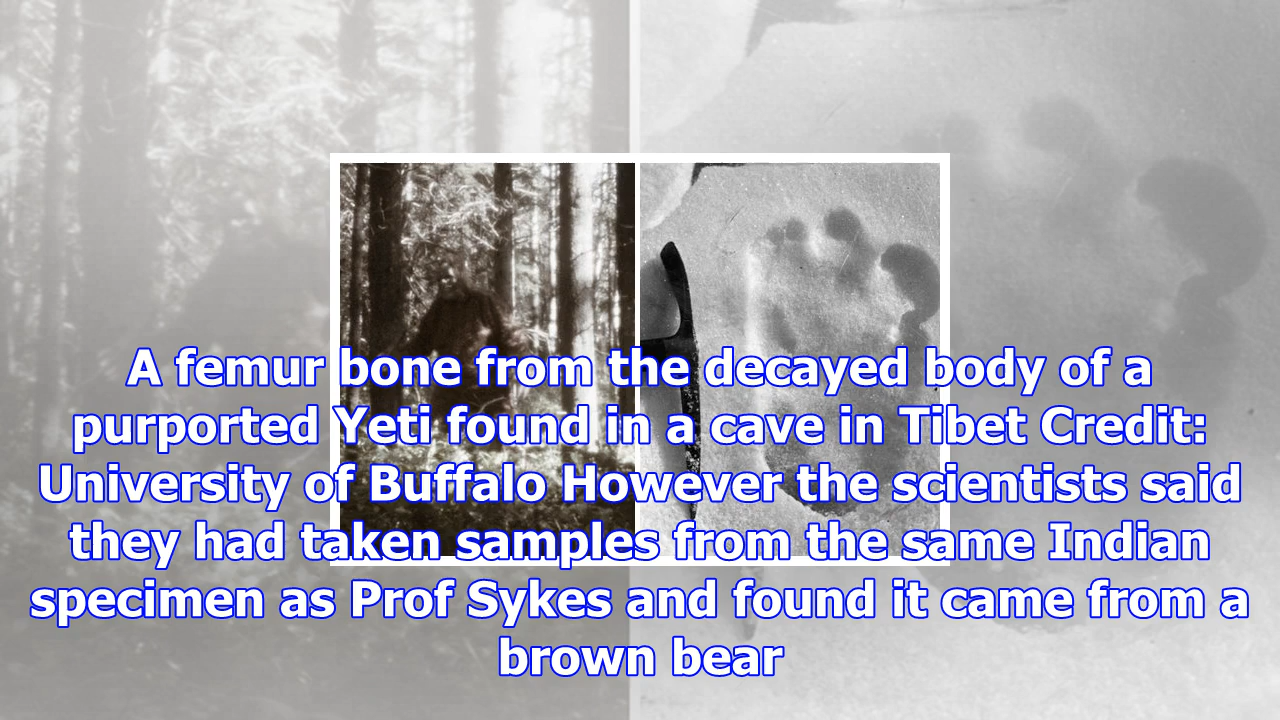 A femur bone from the decayed body of a
purported Yeti found in a cave in Tibet Credit:
University of Buffalo However the scientists said
they had taken samples from the same Indian
specimen as Prof Sykes and found it came from a
brown bear